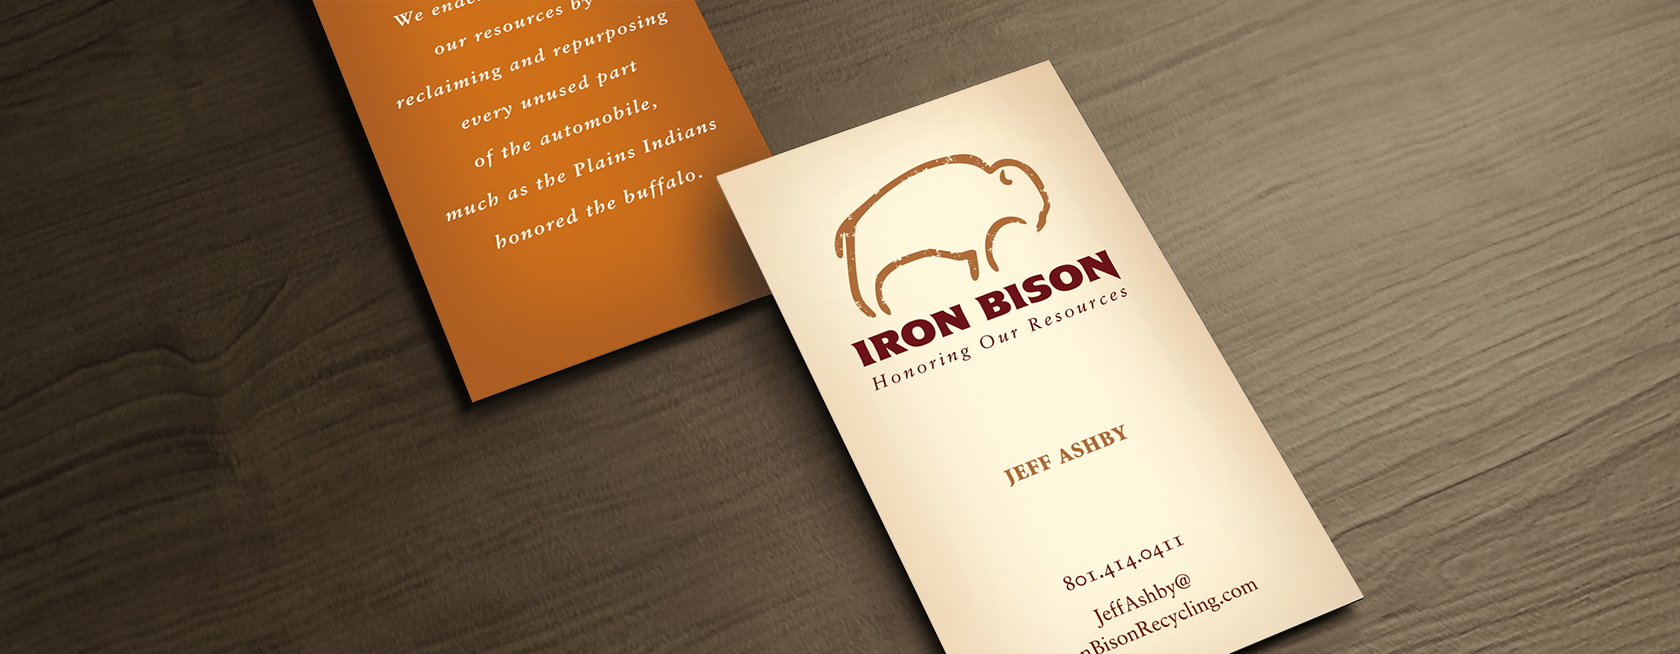 We
our resources by
reclaiming and repurposing
every unused part
of the automobile,
much as the Plains Indians
honored the buffalo.
IRON BISON
Honoring Our Resources
JEFF ASHBY
801.414.0411
JeffAshby@
nBisonRecycling.com